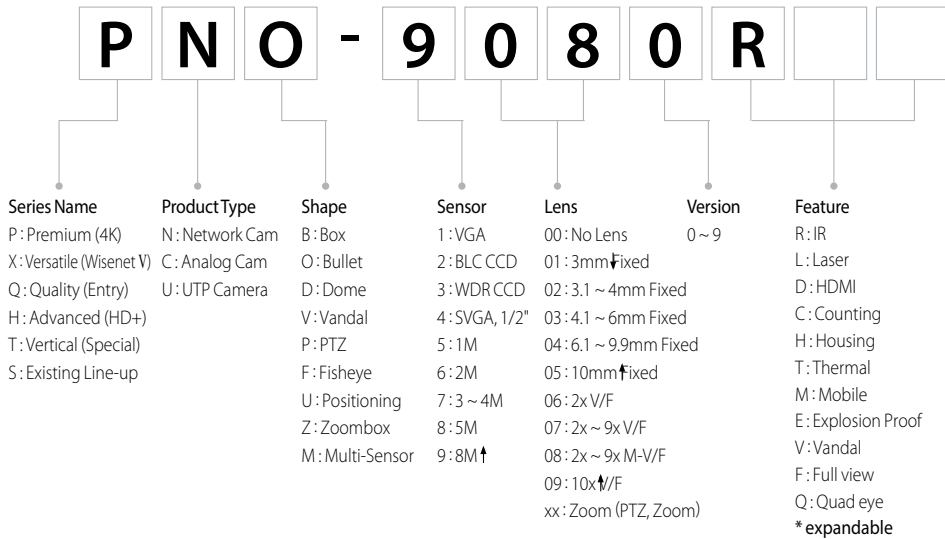 PNO-9080R
Series Name
P : Premium (4K)
X : Versatile (Wisenet V)
Q : Quality (Entry)
H : Advanced (HD+)
T : Vertical (Special)
S : Existing Line-up
Product Type
N : Network Cam
C : Analog Cam
U : UTP Camera
Shape
B : Box
O : Bullet
D : Dome
V : Vandal
P : PTZ
F : Fisheye
U : Positioning
Z : Zoombox
M : Multi-Sensor
Sensor
1 : VGA
2 : BLC CCD
3 : WDR CCD
4 : SVGA, 1/2"
5 : 1M
6 : 2M
7 : 3 ~ 4M
8 : 5M
9 : 8M↑
Lens
00 : No Lens
01 : 3mm↓Fixed
02 : 3.1 ~ 4mm Fixed
03 : 4.1 ~ 6mm Fixed
04 : 6.1 ~ 9.9mm Fixed
05 : 10mm↑Fixed
06 : 2x V/F
07 : 2x ~ 9x V/F
08 : 2x ~ 9x M-V/F
09 : 10x↑V/F
xx : Zoom (PTZ, Zoom)
Version
0 ~ 9
Feature
R : IR
L : Laser
D : HDMI
C : Counting
H : Housing
T : Thermal
M : Mobile
E : Explosion Proof
V : Vandal
F : Full view
Q : Quad eye
* expandable